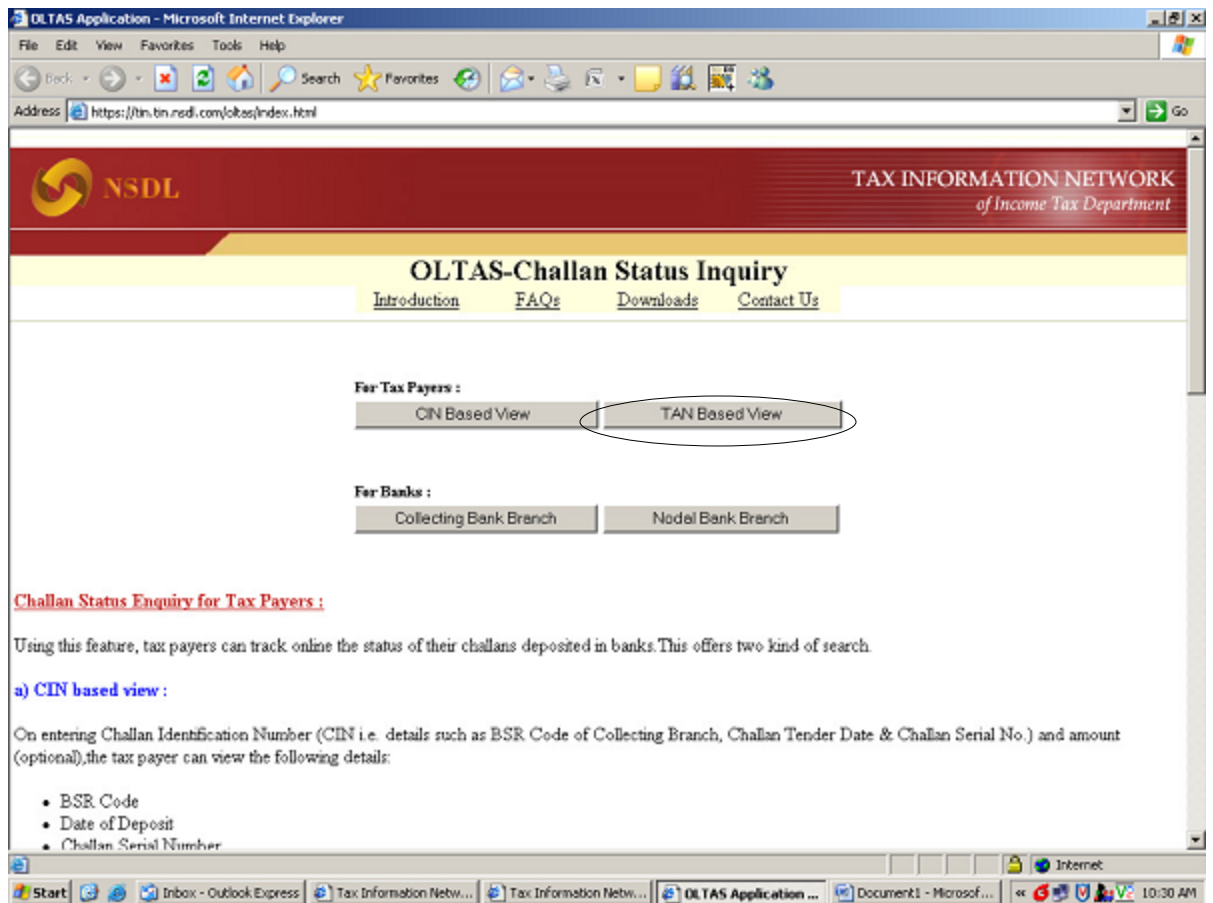 OLTAS Application - Microsoft Internet Explorer
File Edit View Favorites Tools Help
Back Search Favorites
Address https://tin.tin.nsdl.com/oltas/index.html Go
NSDL
TAX INFORMATION NETWORK
of Income Tax Department
OLTAS-Challan Status Inquiry
Introduction FAQs Downloads Contact Us
For Tax Payers :
CIN Based View TAN Based View
For Banks :
Collecting Bank Branch Nodal Bank Branch
Challan Status Enquiry for Tax Payers :
Using this feature, tax payers can track online the status of their challans deposited in banks.This offers two kind of search.
a) CIN based view :
On entering Challan Identification Number (CIN i.e. details such as BSR Code of Collecting Branch, Challan Tender Date & Challan Serial No.) and amount
(optional),the tax payer can view the following details:
• BSR Code
• Date of Deposit
• Challan Serial Number
Internet
Start Inbox - Outlook Express Tax Information Netw... Tax Information Netw... OLTAS Application ... Document1 - Microsof... « 10:30 AM